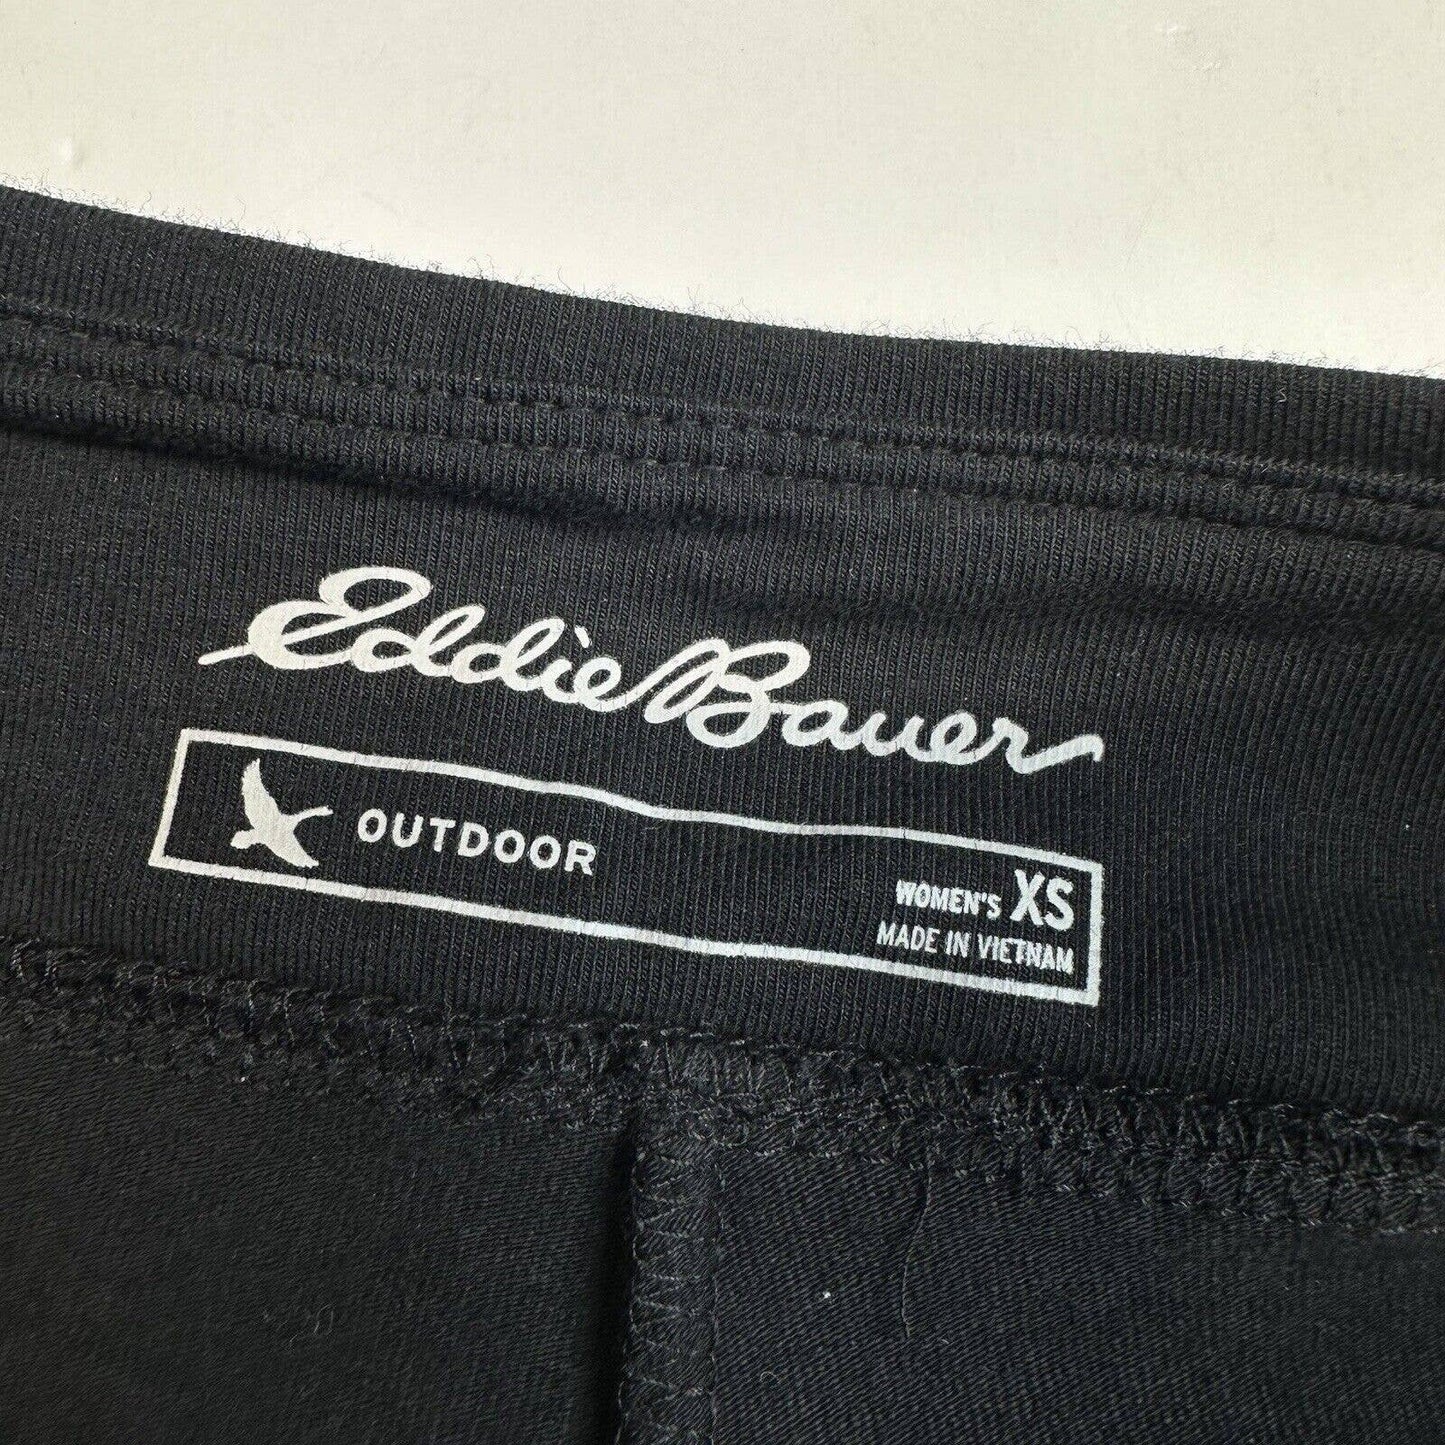 Eddie Bauer
OUTDOOR
WOMEN'S XS
MADE IN VIETNAM